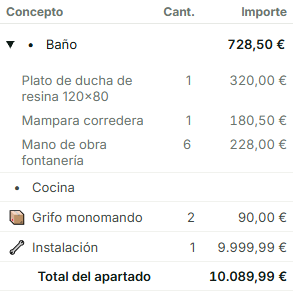 Concepto Cant. Importe
▼ • Baño 728,50 €
Plato de ducha de 1 320,00 €
resina 120×80
Mampara corredera 1 180,50 €
Mano de obra 6 228,00 €
fontanería
• Cocina
Grifo monomando 2 90,00 €
Instalación 1 9.999,99 €
Total del apartado 10.089,99 €